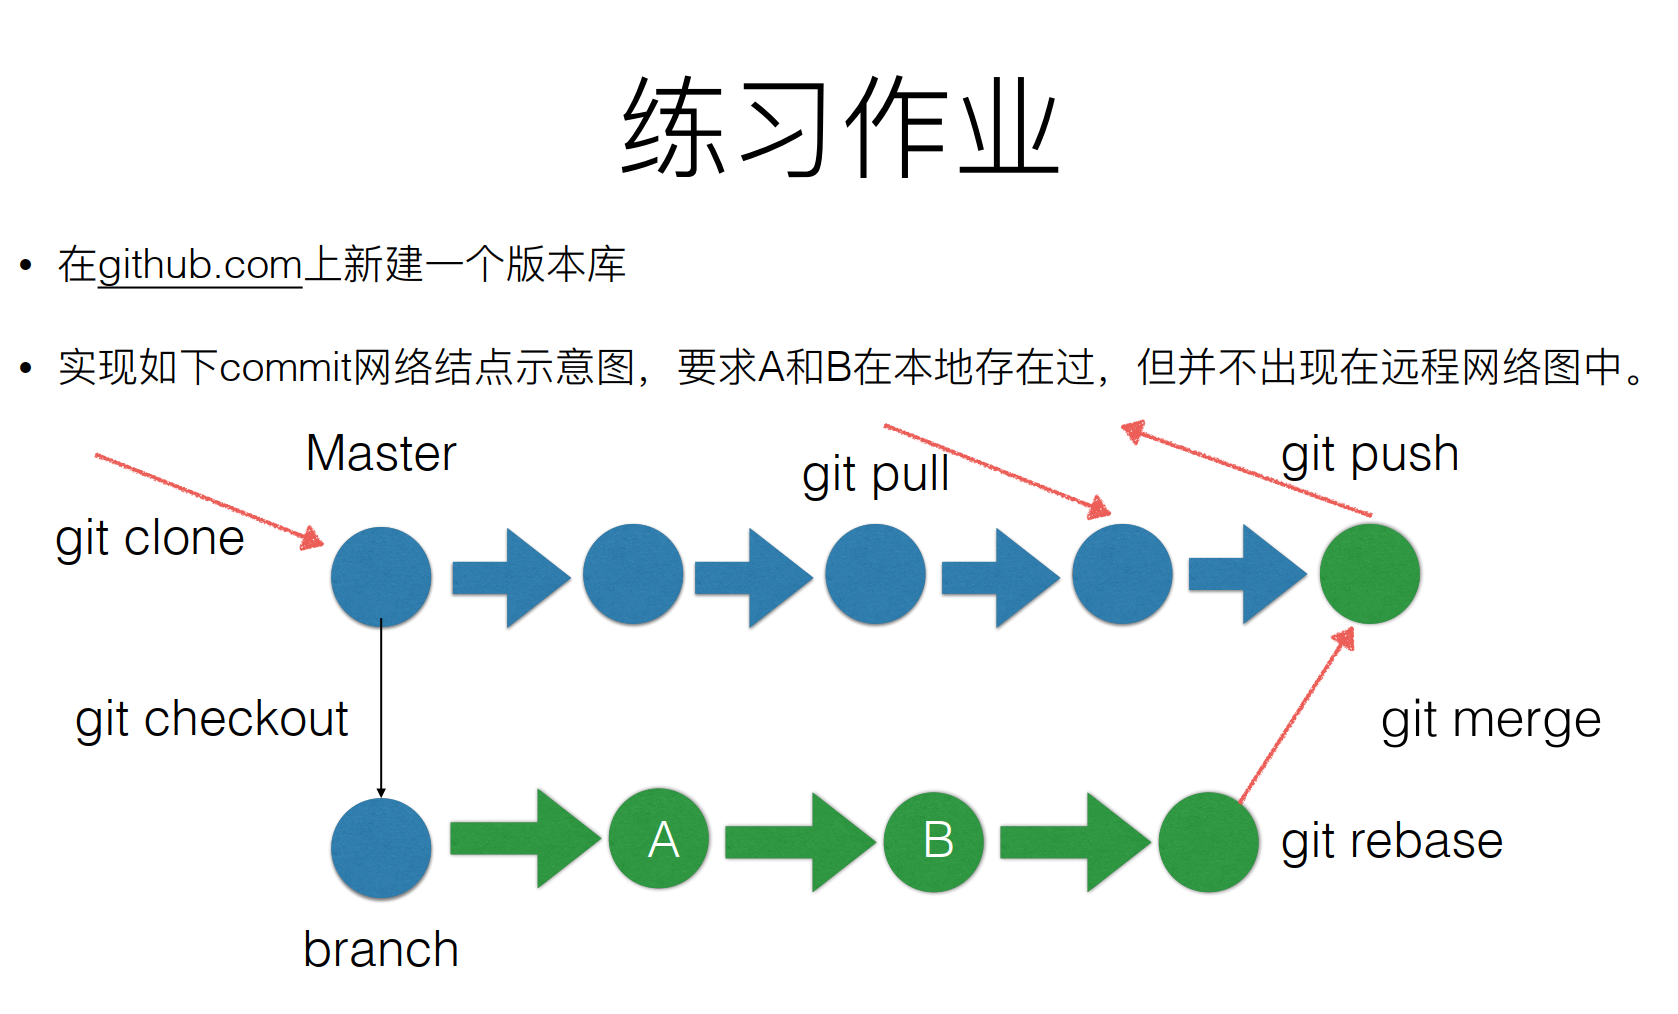 练习作业
• 在github.com上新建一个版本库
• 实现如下commit网络结点示意图，要求A和B在本地存在过，但并不出现在远程网络图中。
Master
git pull
git push
git clone
git checkout
git merge
A
B
git rebase
branch